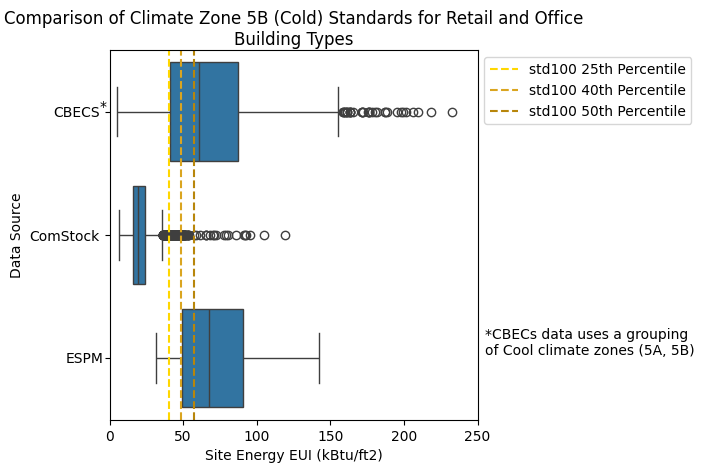 Comparison of Climate Zone 5B (Cold) Standards for Retail and Office
Building Types
std100 25th Percentile
std100 40th Percentile
std100 50th Percentile
CBECS*
ComStock
ESPM
Data Source
*CBECs data uses a grouping
of Cool climate zones (5A, 5B)
0 50 100 150 200 250
Site Energy EUI (kBtu/ft2)